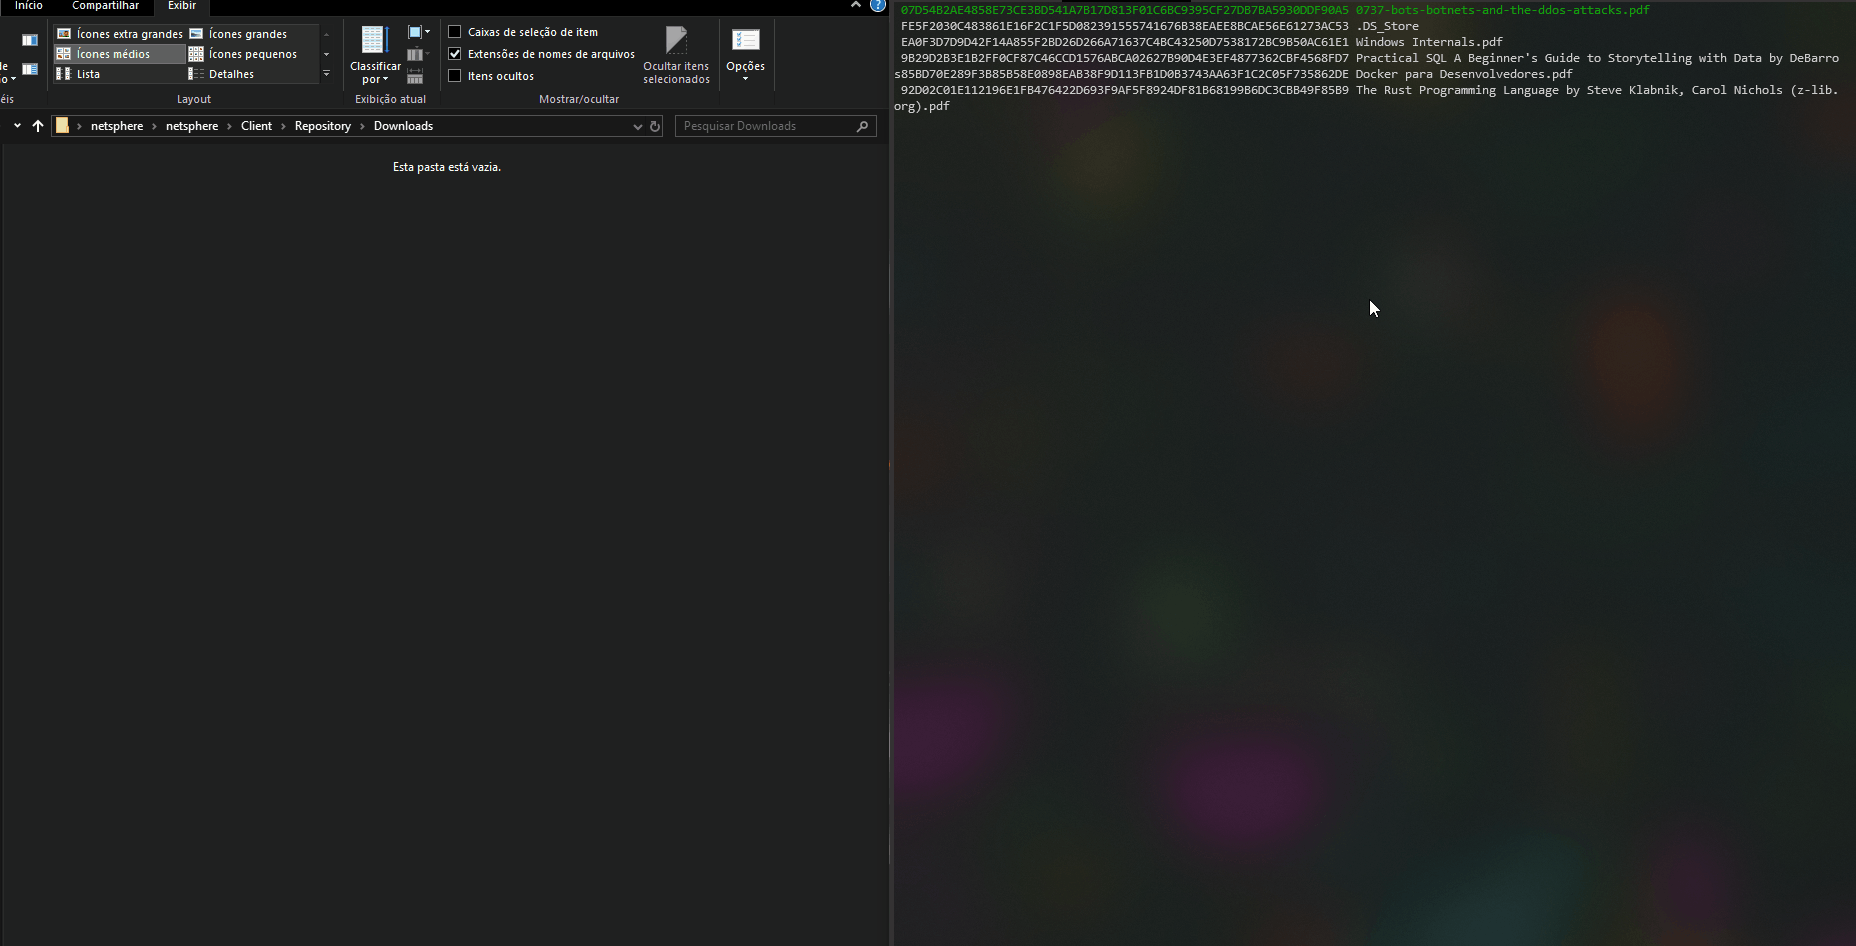 Início Compartilhar Exibir
Ícones extra grandes Ícones grandes
Ícones médios Ícones pequenos
Lista Detalhes
Layout
Classificar
por
Exibição atual
Caixas de seleção de item
Extensões de nomes de arquivos
Itens ocultos
Ocultar itens
selecionados
Mostrar/ocultar
Opções
éis
netsphere netsphere Client Repository Downloads
Pesquisar Downloads
Esta pasta está vazia.
07D54B2AE4858E73CE3BD541A7B17D813F01C6BC9395CF27DB7BA5930DDF90A5 0737-bots-botnets-and-the-ddos-attacks.pdf
FE5F2030C483861E16F2C1F5D0823915557416​76B38EAEE8BCAE56E61273AC53 .DS_Store
EA0F3D7D9D42F14A855F2BD26D266A71637C4BC43250D7538172BC9B50AC61E1 Windows Internals.pdf
9B29D2B3E1B2FF0CF87C46CCD1576ABCA02627B90D4E3EF4877362CBF4568FD7 Practical SQL A Beginner's Guide to Storytelling with Data by DeBarro
s85BD70E289F3B85B58E0898EAB38F9D113FB1D0B3743AA63F1C2C05F735862DE Docker para Desenvolvedores.pdf
92D02C01E112196E1FB476422D693F9AF5F8924DF81B68199B6DC3CBB49F85B9 The Rust Programming Language by Steve Klabnik, Carol Nichols (z-lib.
org).pdf